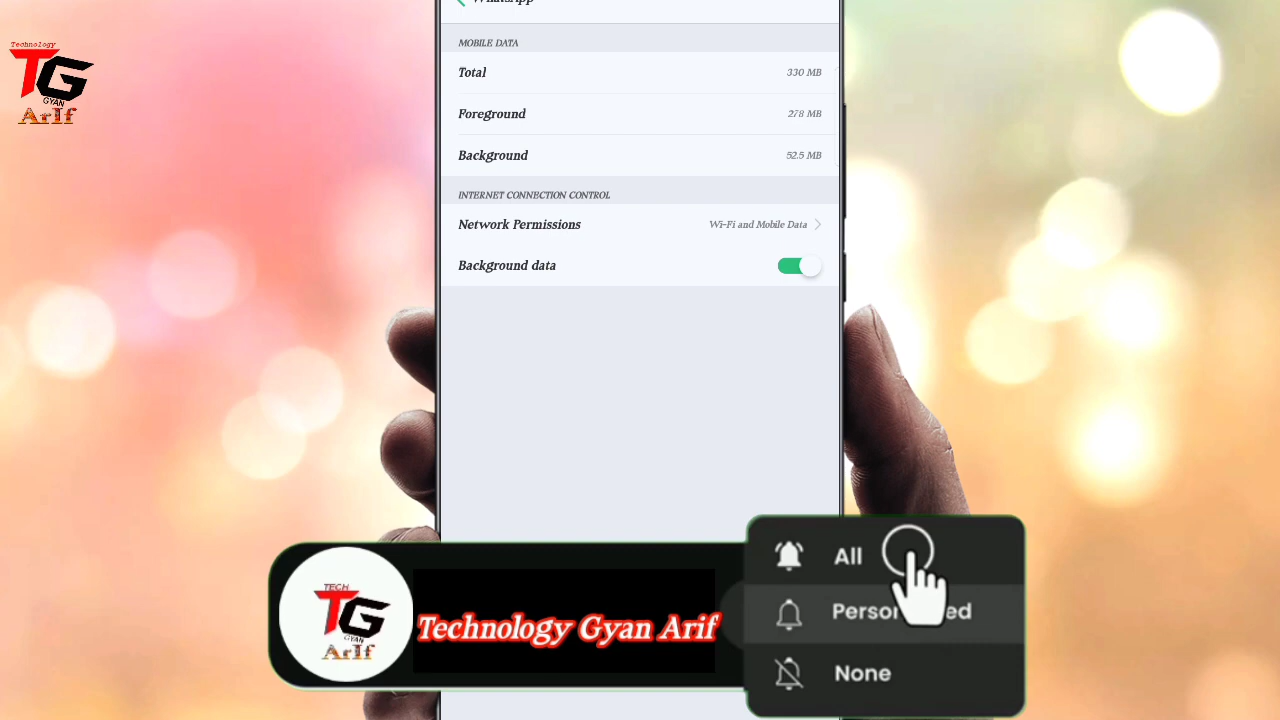 WhatsApp
Technology
TG
GYAN
ArIf
MOBILE DATA
Total 330 MB
Foreground 278 MB
Background 52.5 MB
INTERNET CONNECTION CONTROL
Network Permissions Wi-Fi and Mobile Data
Background data
TECH
TG
GYAN
ArIf
Technology Gyan Arif
All
None